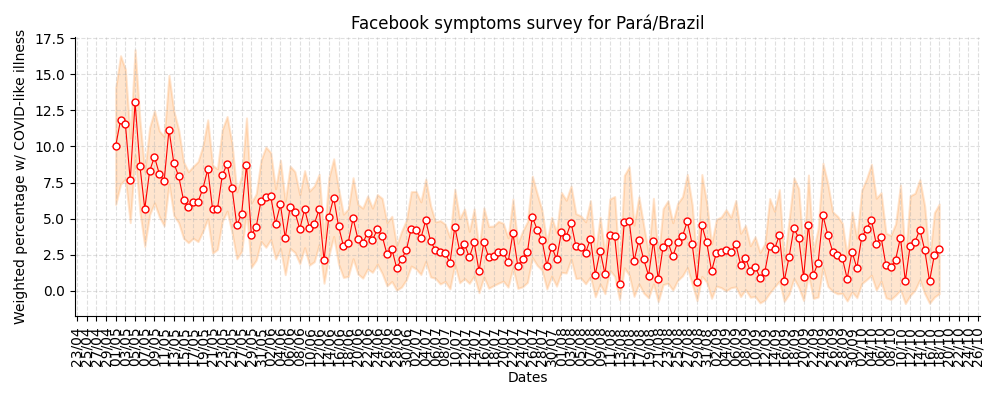 Facebook symptoms survey for Pará/Brazil
Weighted percentage w/ COVID-like illness
17.5
15.0
12.5
10.0
7.5
5.0
2.5
0.0
23/04 25/04 27/04 29/04 01/05 03/05 05/05 07/05 09/05 11/05 13/05 15/05 17/05 19/05 21/05 23/05 25/05 27/05 29/05 31/05 02/06 04/06 06/06 08/06 10/06 12/06 14/06 16/06 18/06 20/06 22/06 24/06 26/06 28/06 30/06 02/07 04/07 06/07 08/07 10/07 12/07 14/07 16/07 18/07 20/07 22/07 24/07 26/07 28/07 30/07 01/08 03/08 05/08 07/08 09/08 11/08 13/08 15/08 17/08 19/08 21/08 23/08 25/08 27/08 29/08 31/08 02/09 04/09 06/09 08/09 10/09 12/09 14/09 16/09 18/09 20/09 22/09 24/09 26/09 28/09 30/09 02/10 04/10 06/10 08/10 10/10 12/10 14/10 16/10 18/10 20/10 22/10 24/10 26/10
Dates